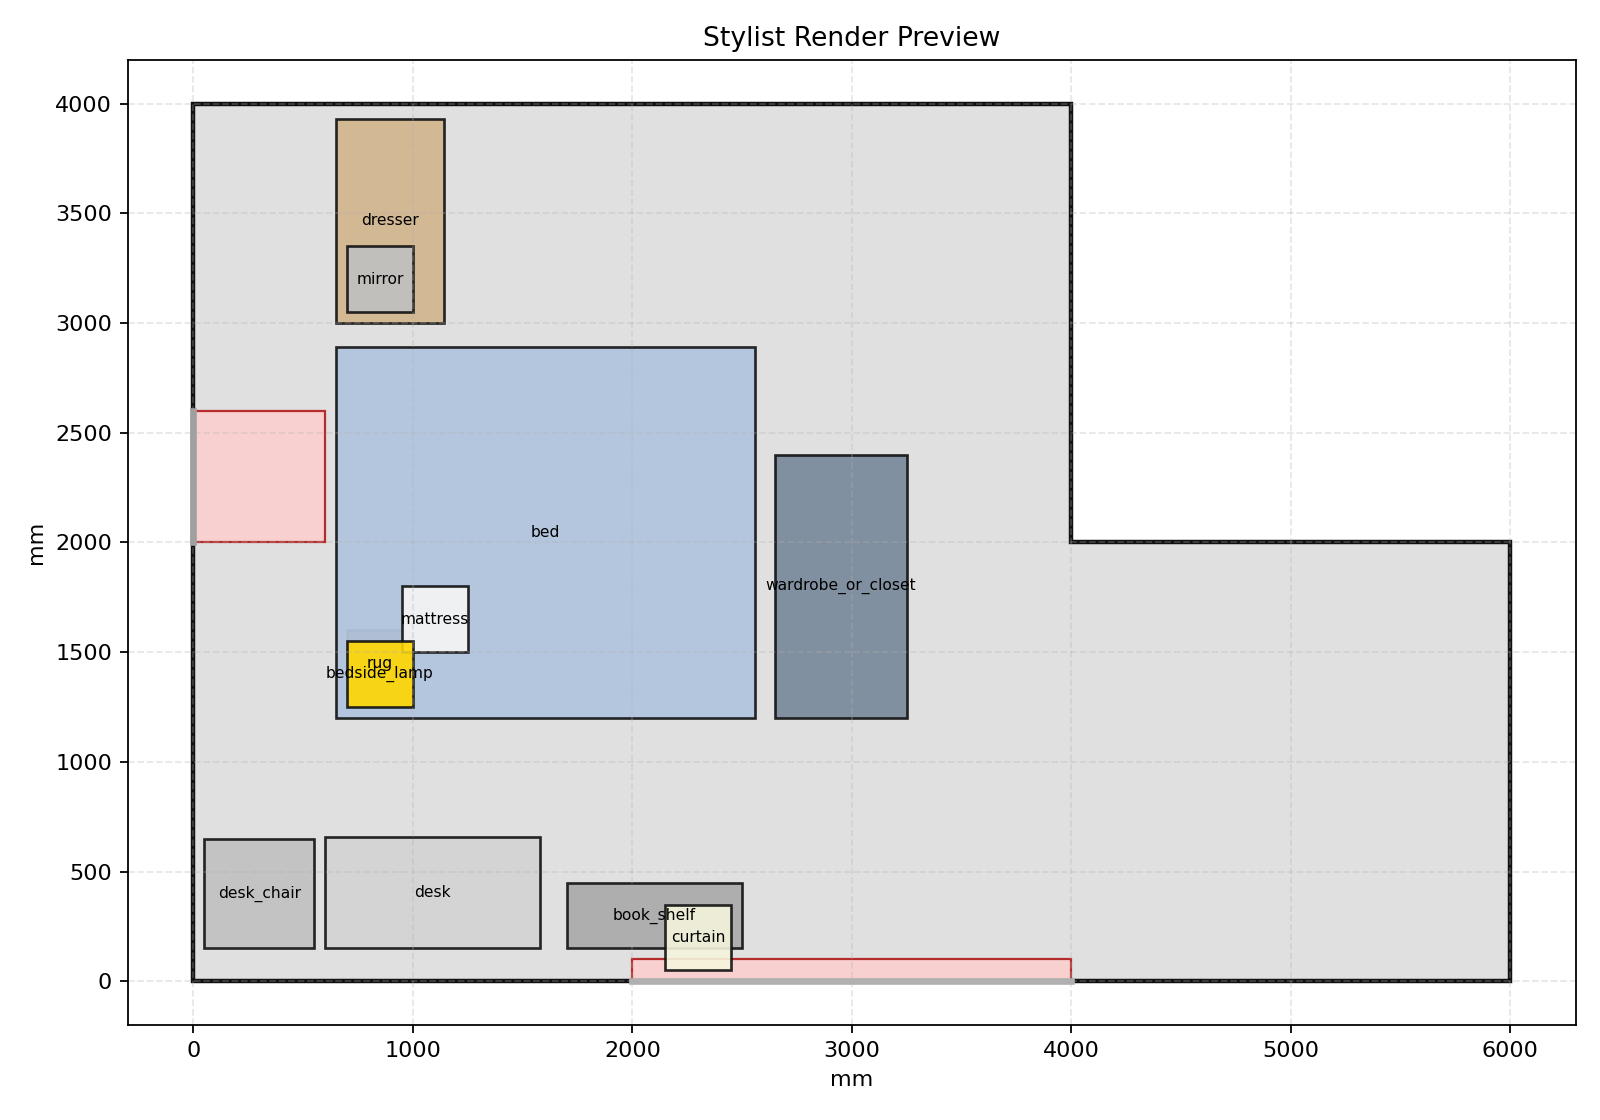 Stylist Render Preview
4000
3500
3000
2500
2000
1500
1000
500
0
mm
dresser
mirror
bed
wardrobe_or_closet
mattress
rug
bedside_lamp
desk_chair
desk
book_shelf
curtain
0
1000
2000
3000
4000
5000
6000
mm